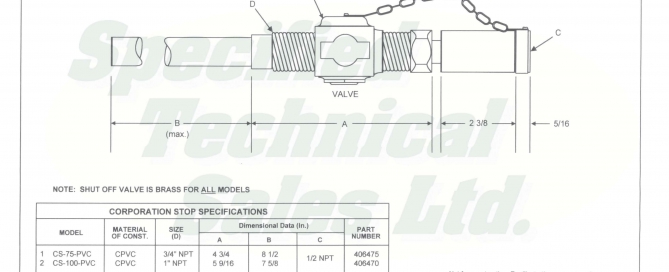 D
C
VALVE
B
(max.)
A
2 3/8
5/16
Specified
Technical
Sales Ltd.
NOTE: SHUT OFF VALVE IS BRASS FOR ALL MODELS
CORPORATION STOP SPECIFICATIONS
MODEL MATERIAL OF CONST. SIZE (D) Dimensional Data (In.) PART NUMBER
A B C
1 CS-75-PVC CPVC 3/4" NPT 4 3/4 8 1/2 1/2 NPT 406475
2 CS-100-PVC CPVC 1" NPT 5 9/16 7 5/8 406470